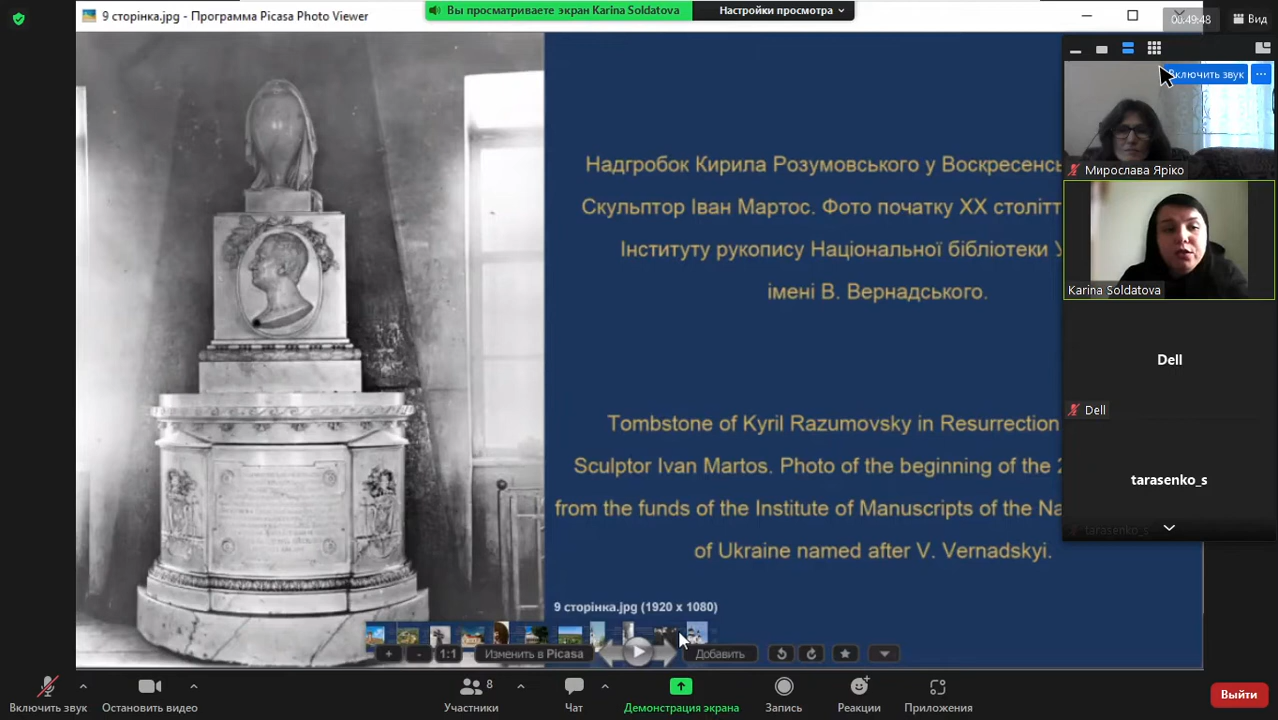 9 сторінка.jpg - Программа Picasa Photo Viewer
Вы просматриваете экран Karina Soldatova
Настройки просмотра
00:49:48
Вид
Включить звук
Мирослава Яріко
Karina Soldatova
Dell
Dell
tarasenko_s
tarasenko_s
Надгробок Кирила Розумовського у
Скульптор Іван Мартос. Фото початку XX
Інституту рукопису Національної бібліотеки
імені В. Вернадського.
Tombstone of Kyril Razumovsky in Resurrection
Sculptor Ivan Martos. Photo of the beginning of the
from the funds of the Institute of Manuscripts of the
of Ukraine named after V. Vernadskyi.
9 сторінка.jpg (1920 x 1080)
1:1
Изменить в Picasa
Добавить
Включить звук
Остановить видео
8
Участники
Чат
Демонстрация экрана
Запись
Реакции
Приложения
Выйти